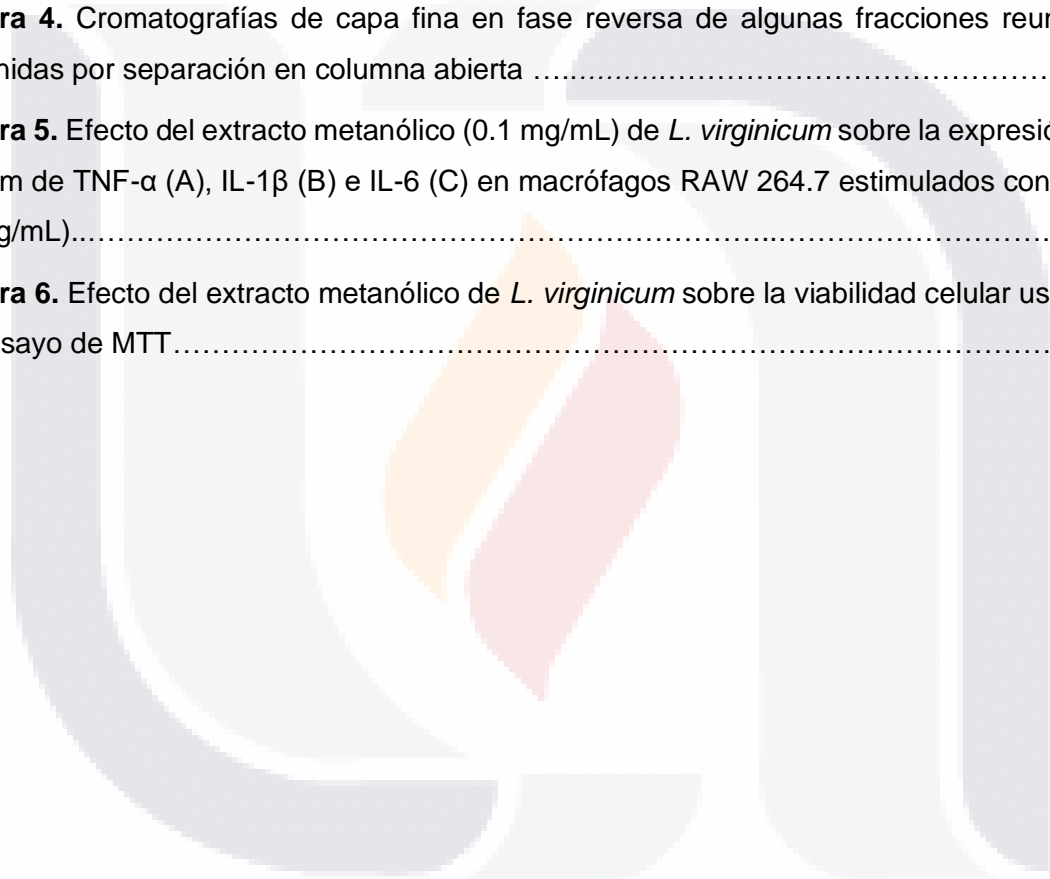 ra 4. Cromatografías de capa fina en fase reversa de algunas fracciones reu
nidas por separación en columna abierta …..........……………………………………
ra 5. Efecto del extracto metanólico (0.1 mg/mL) de L. virginicum sobre la expresió
m de TNF-α (A), IL-1β (B) e IL-6 (C) en macrófagos RAW 264.7 estimulados con
g/mL)..…………………………………………………………..……………………………
ra 6. Efecto del extracto metanólico de L. virginicum sobre la viabilidad celular us
sayo de MTT……………………………………………………………………………………